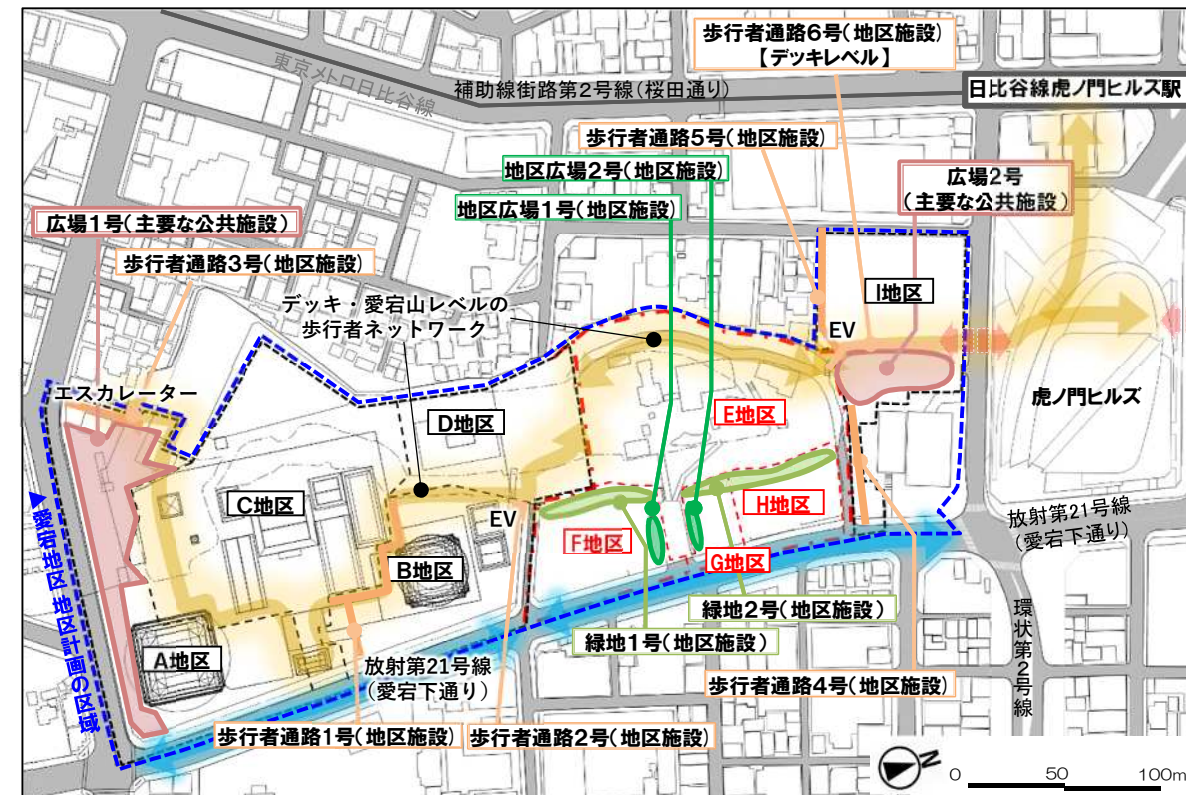 歩行者通路6号(地区施設)
【デッキレベル】
東京メトロ日比谷線
補助線街路第2号線(桜田通り)
日比谷線虎ノ門ヒルズ駅
歩行者通路5号(地区施設)
地区広場2号(地区施設)
広場2号
(主要な公共施設)
地区広場1号(地区施設)
広場1号(主要な公共施設)
歩行者通路3号(地区施設)
I地区
デッキ・愛宕山レベルの
歩行者ネットワーク
EV
エスカレーター
虎ノ門ヒルズ
E地区
D地区
C地区
H地区
EV
F地区
放射第21号線
(愛宕下通り)
愛宕地区 地区計画の区域
B地区
G地区
緑地2号(地区施設)
緑地1号(地区施設)
環状第2号線
A地区
放射第21号線
(愛宕下通り)
歩行者通路4号(地区施設)
歩行者通路1号(地区施設)
歩行者通路2号(地区施設)
N
0 50 100m